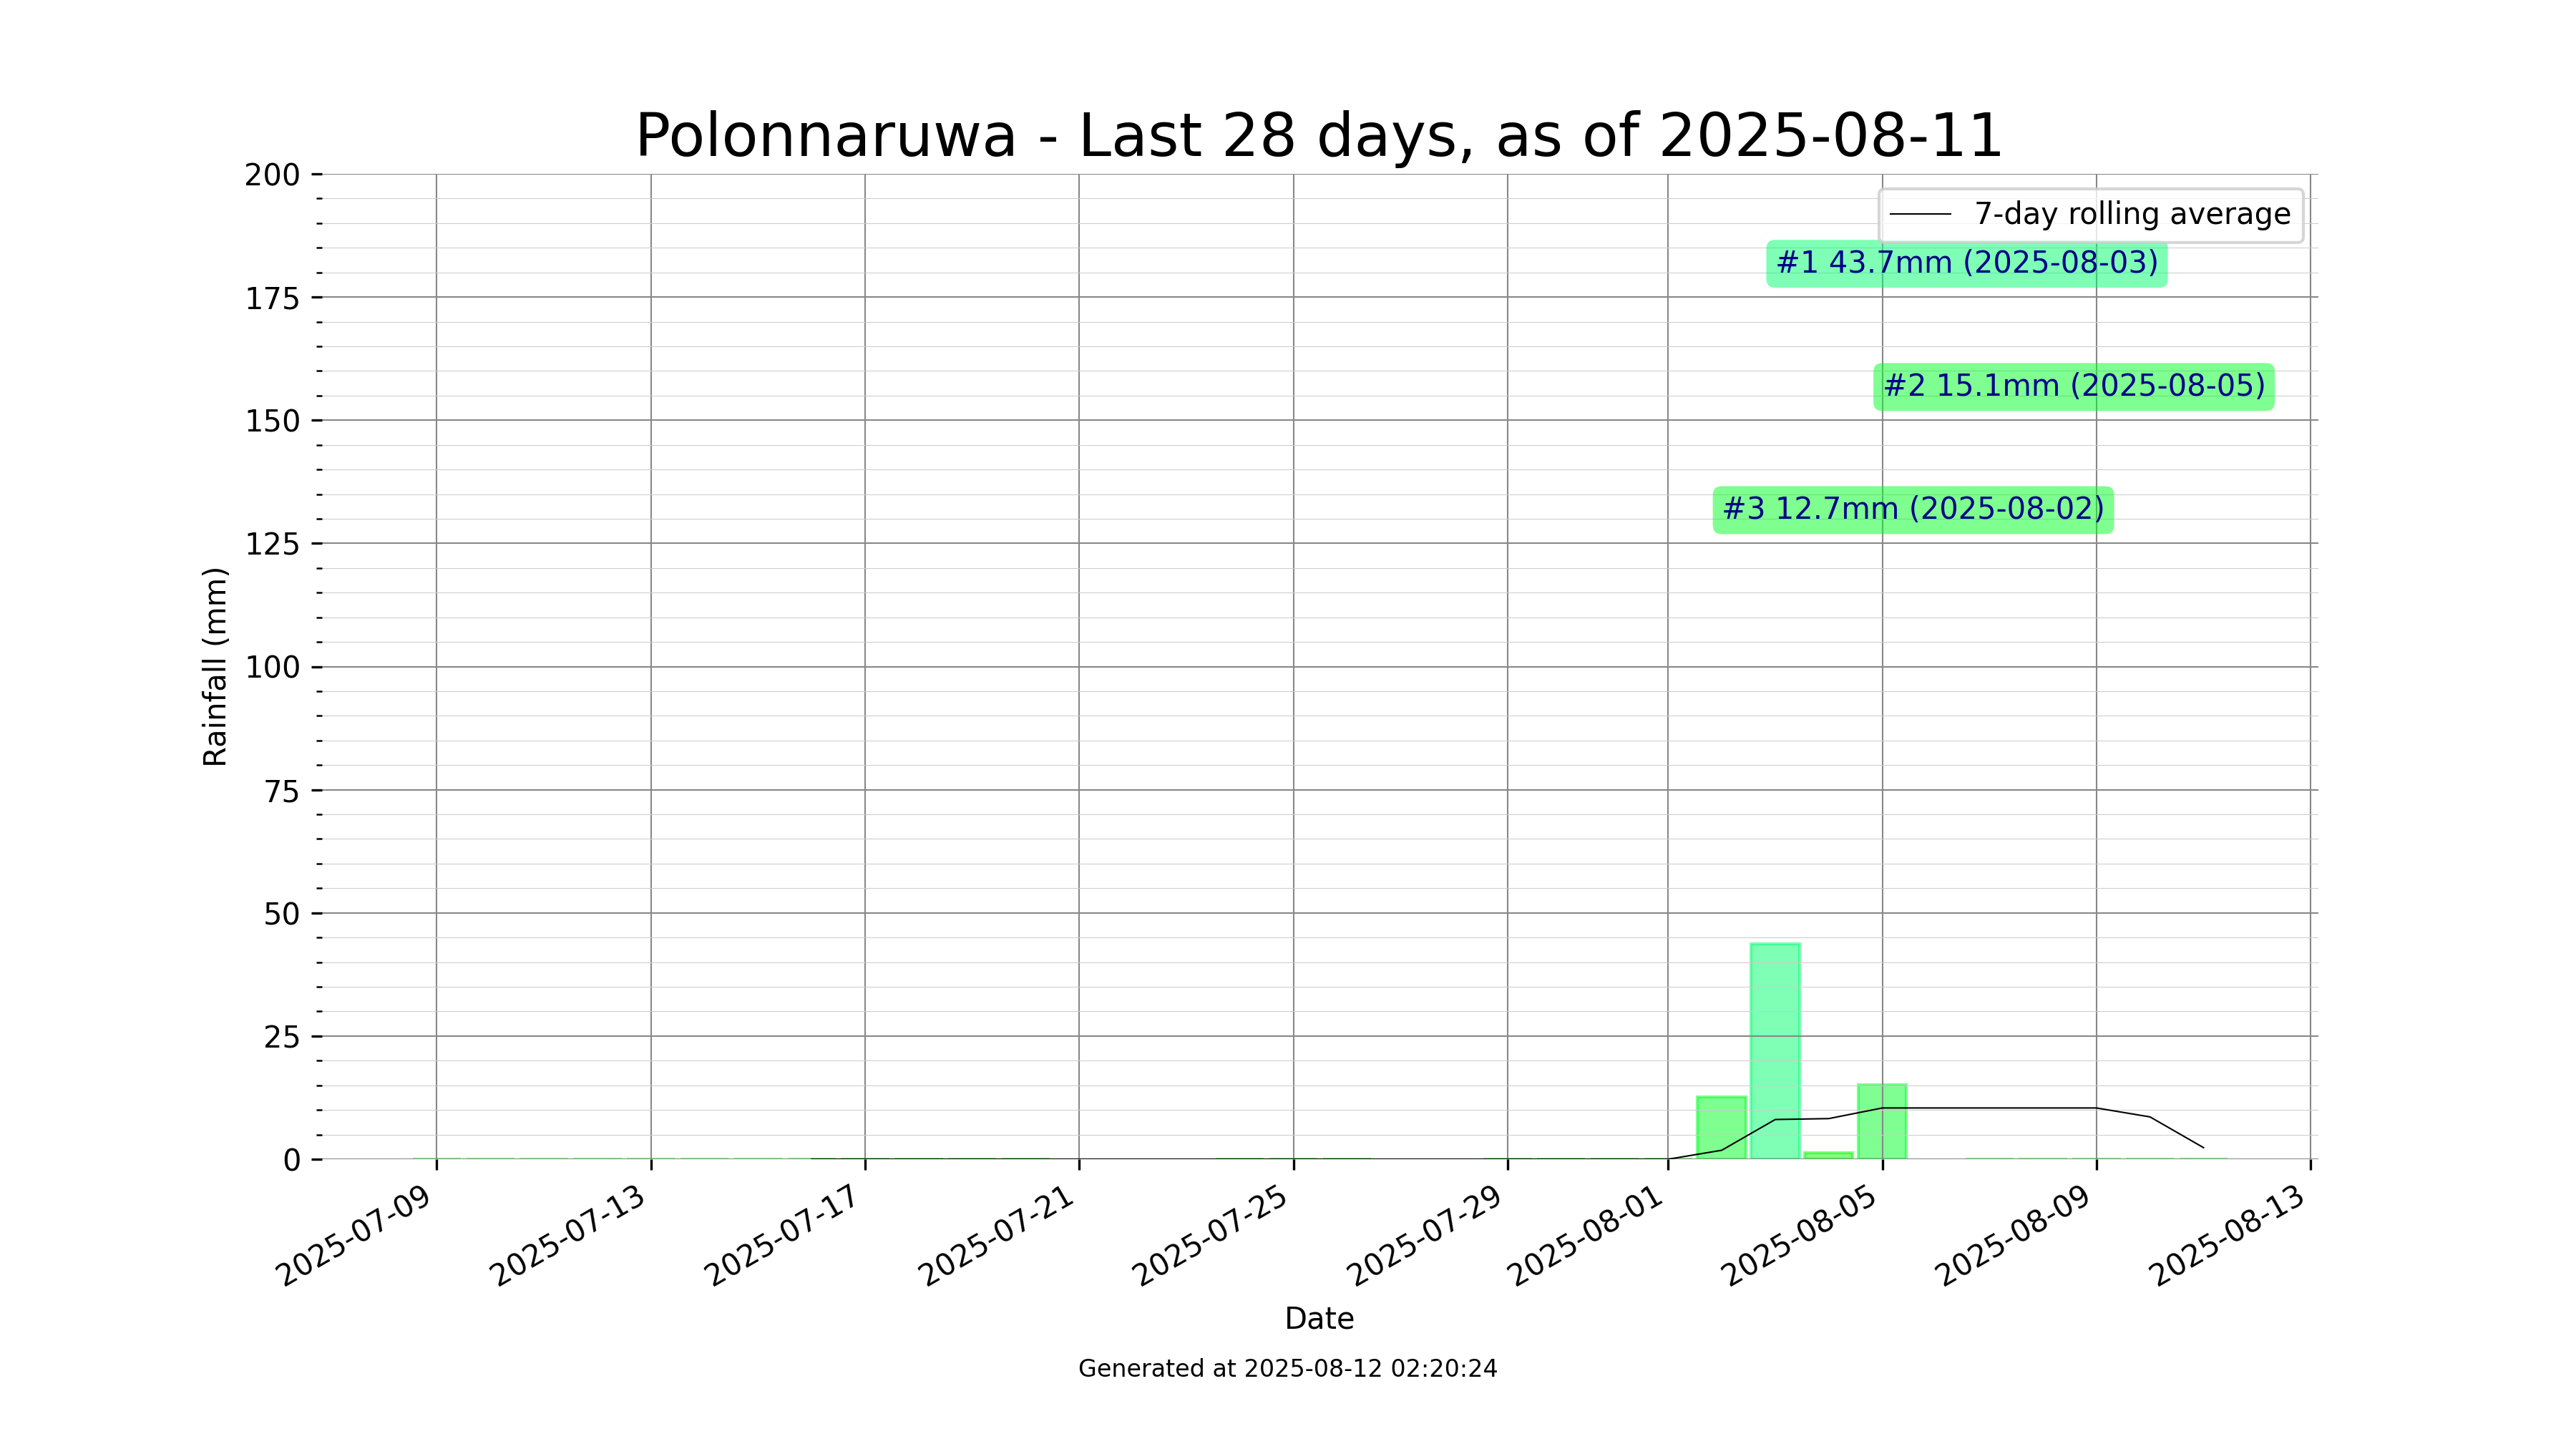 Polonnaruwa - Last 28 days, as of 2025-08-11
7-day rolling average
#1 43.7mm (2025-08-03)
#2 15.1mm (2025-08-05)
#3 12.7mm (2025-08-02)
Rainfall (mm)
200
175
150
125
100
75
50
25
0
2025-07-09
2025-07-13
2025-07-17
2025-07-21
2025-07-25
2025-07-29
2025-08-01
2025-08-05
2025-08-09
2025-08-13
Date
Generated at 2025-08-12 02:20:24